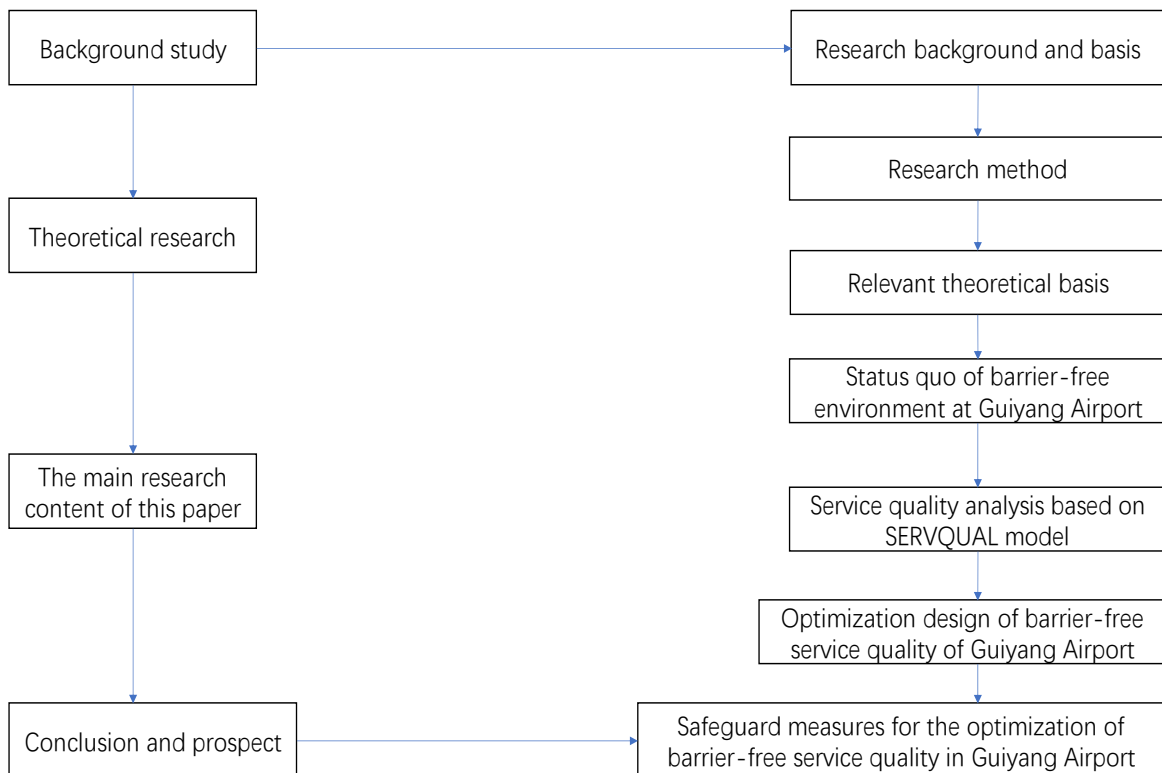 Background study
Research background and basis
Research method
Theoretical research
Relevant theoretical basis
Status quo of barrier-free
environment at Guiyang Airport
The main research
content of this paper
Service quality analysis based on
SERVQUAL model
Optimization design of barrier-free
service quality of Guiyang Airport
Conclusion and prospect
Safeguard measures for the optimization of
barrier-free service quality in Guiyang Airport